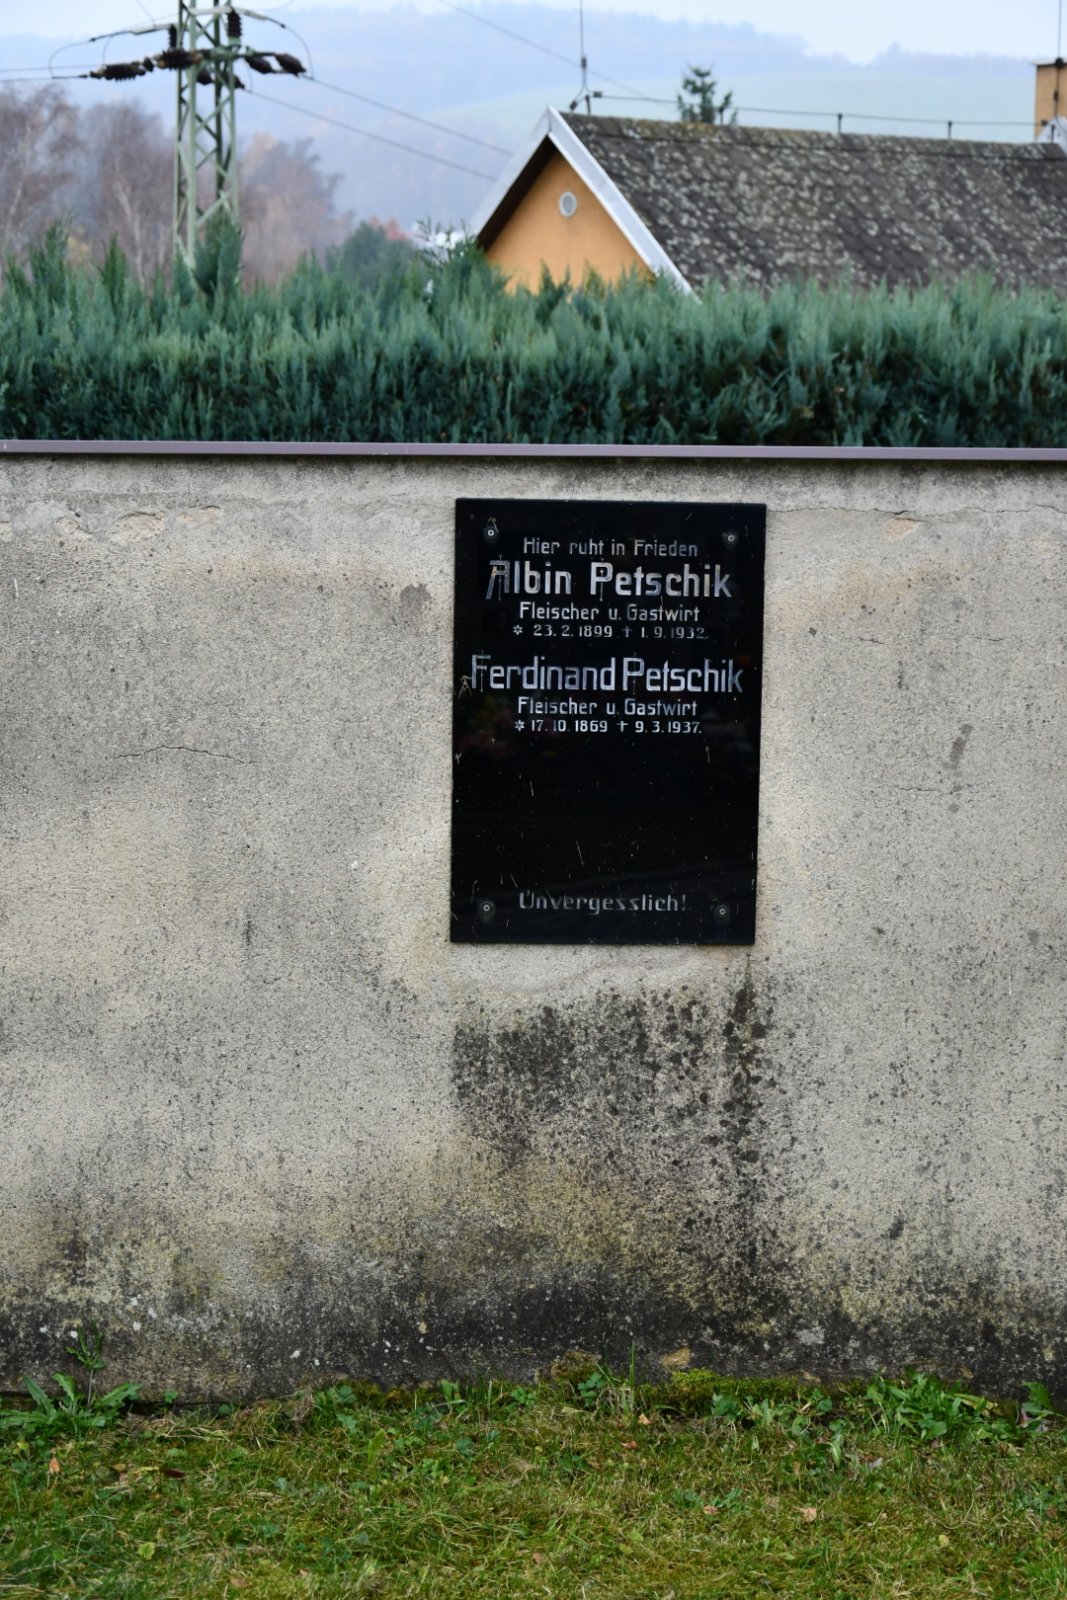 Hier ruht in Frieden
Albin Petschik
Fleischer u. Gastwirt
* 23. 2. 1899 † 1. 9. 1932.
Ferdinand Petschik
Fleischer u. Gastwirt
* 17. 10. 1869 † 9. 3. 1937.
Unvergesslich!